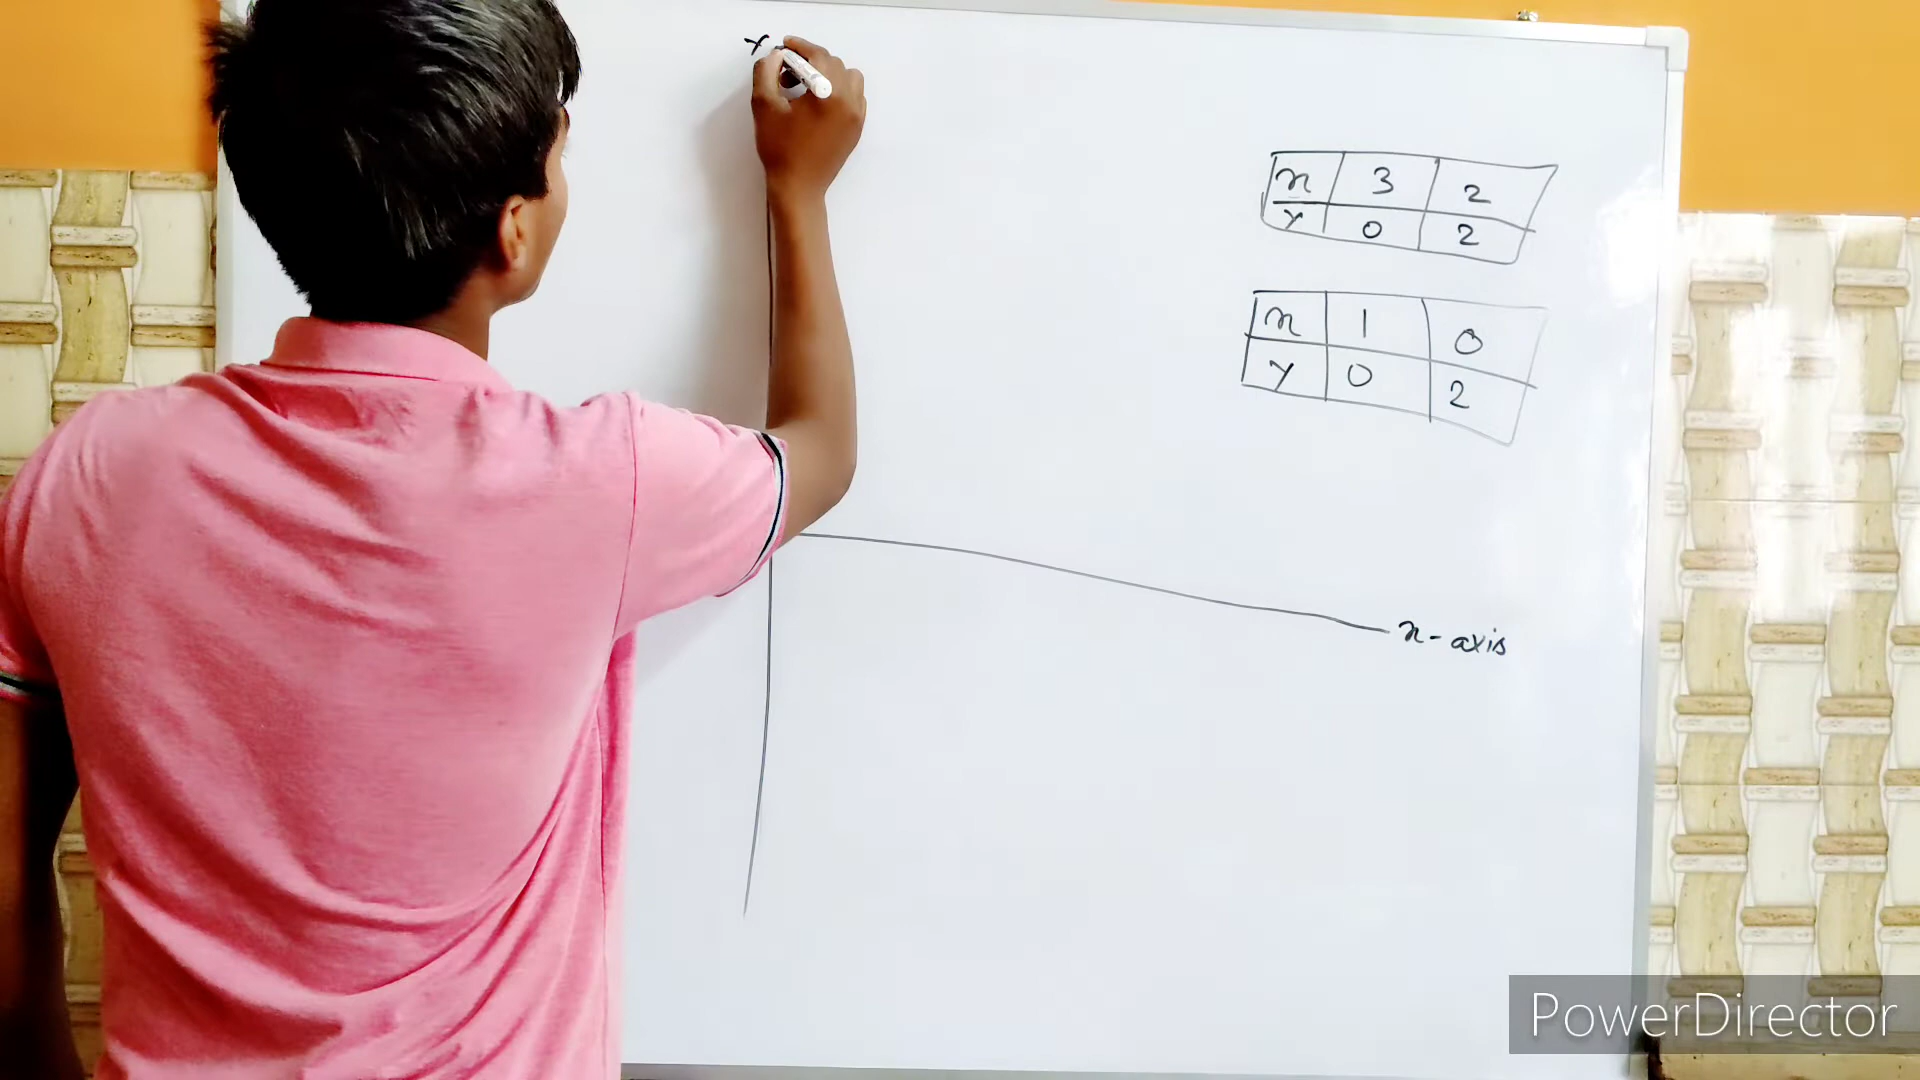 Y
x 3 2
y 0 2
x 1 0
y 0 2
x-axis
PowerDirector